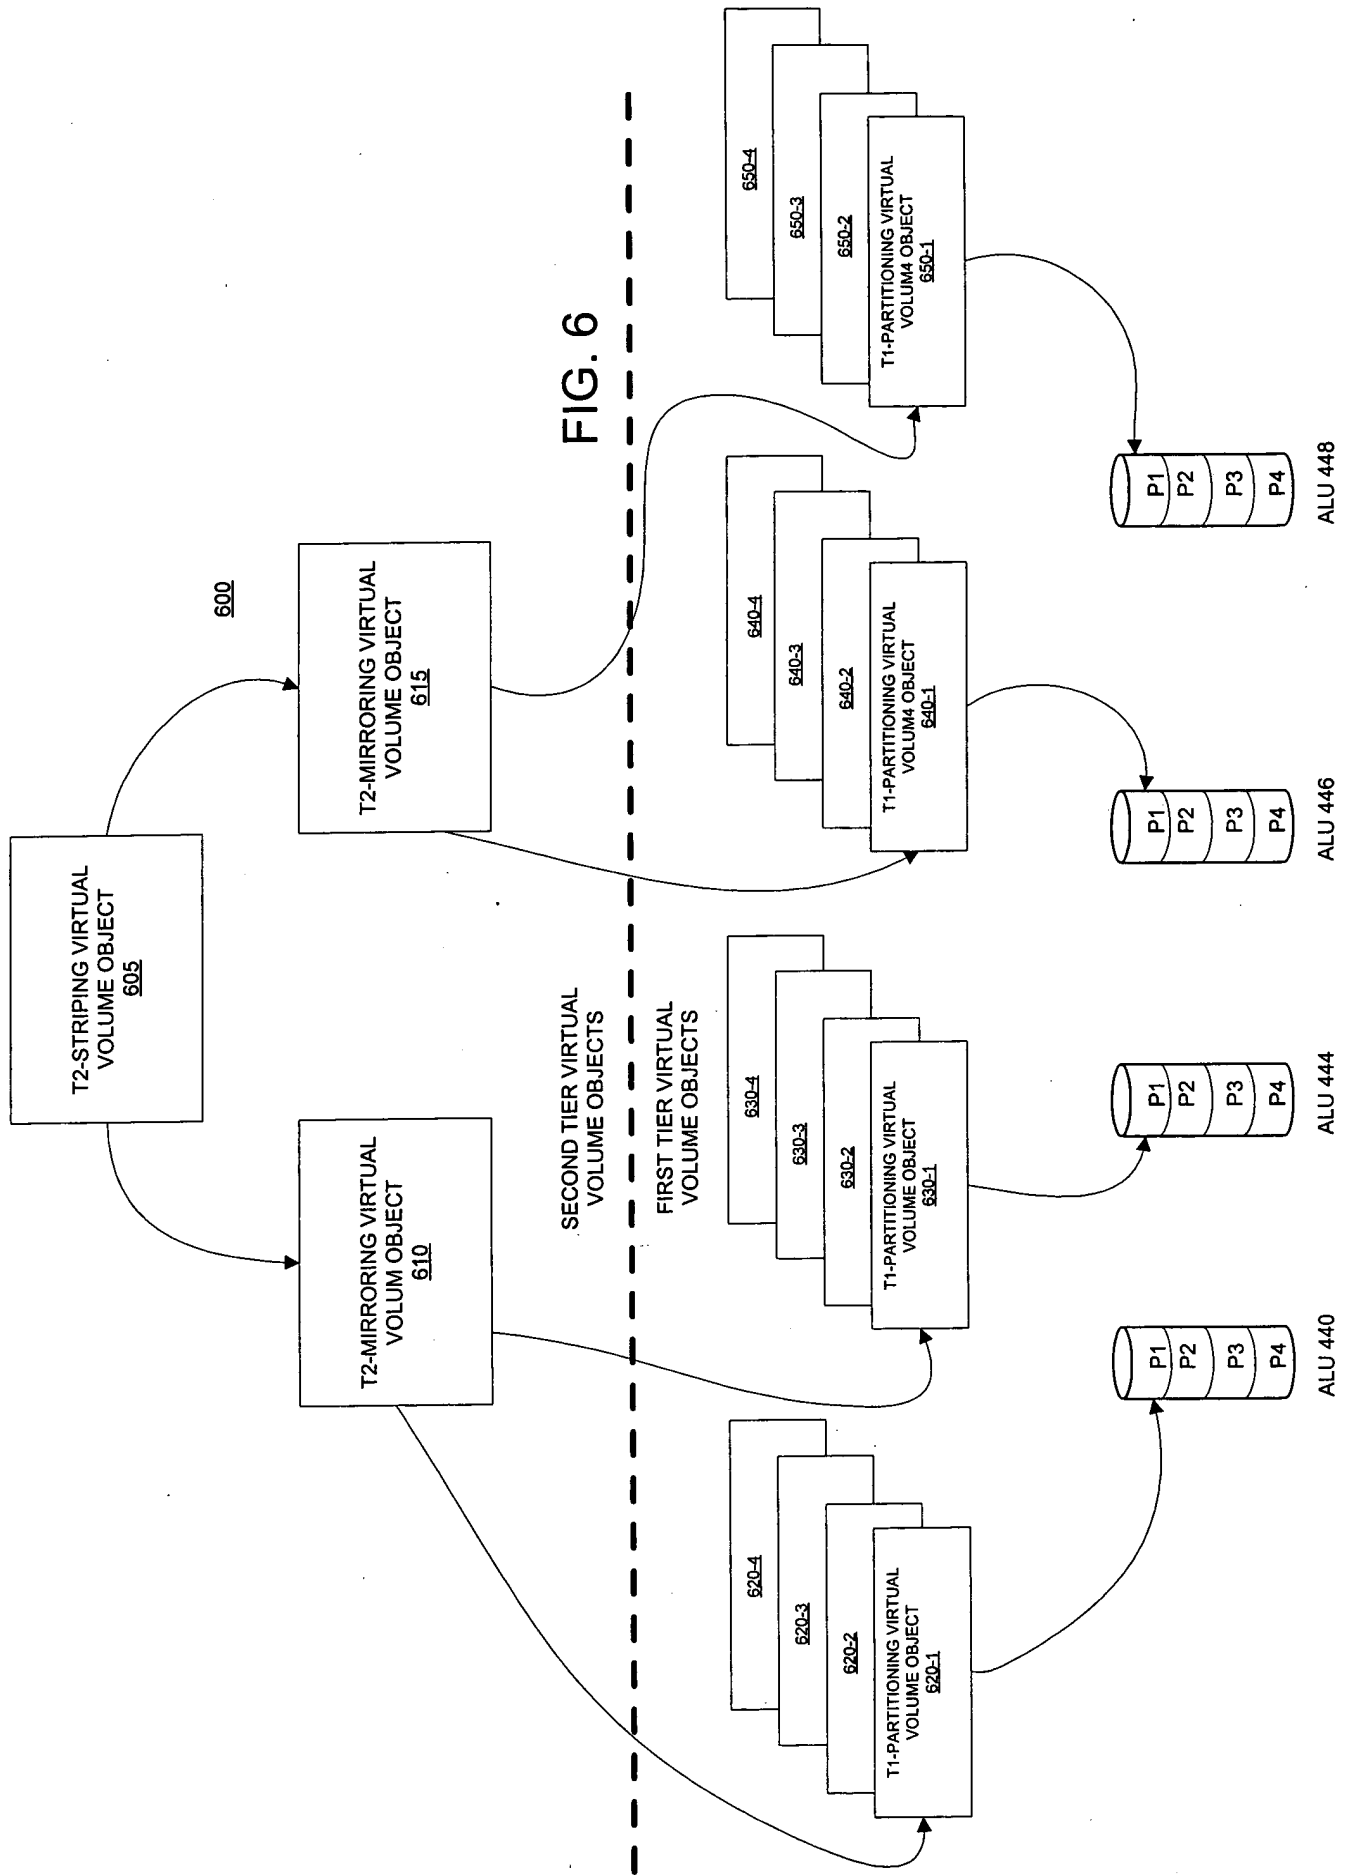 T2-STRIPING VIRTUAL
VOLUME OBJECT
605
600
T2-MIRRORING VIRTUAL
VOLUM OBJECT
610
T2-MIRRORING VIRTUAL
VOLUME OBJECT
615
FIG. 6
SECOND TIER VIRTUAL
VOLUME OBJECTS
FIRST TIER VIRTUAL
VOLUME OBJECTS
620-4
620-3
620-2
T1-PARTITIONING VIRTUAL
VOLUME OBJECT
620-1
630-4
630-3
630-2
T1-PARTITIONING VIRTUAL
VOLUME OBJECT
630-1
640-4
640-3
640-2
T1-PARTITIONING VIRTUAL
VOLUM4 OBJECT
640-1
650-4
650-3
650-2
T1-PARTITIONING VIRTUAL
VOLUM4 OBJECT
650-1
P1
P2
P3
P4
ALU 440
P1
P2
P3
P4
ALU 444
P1
P2
P3
P4
ALU 446
P1
P2
P3
P4
ALU 448